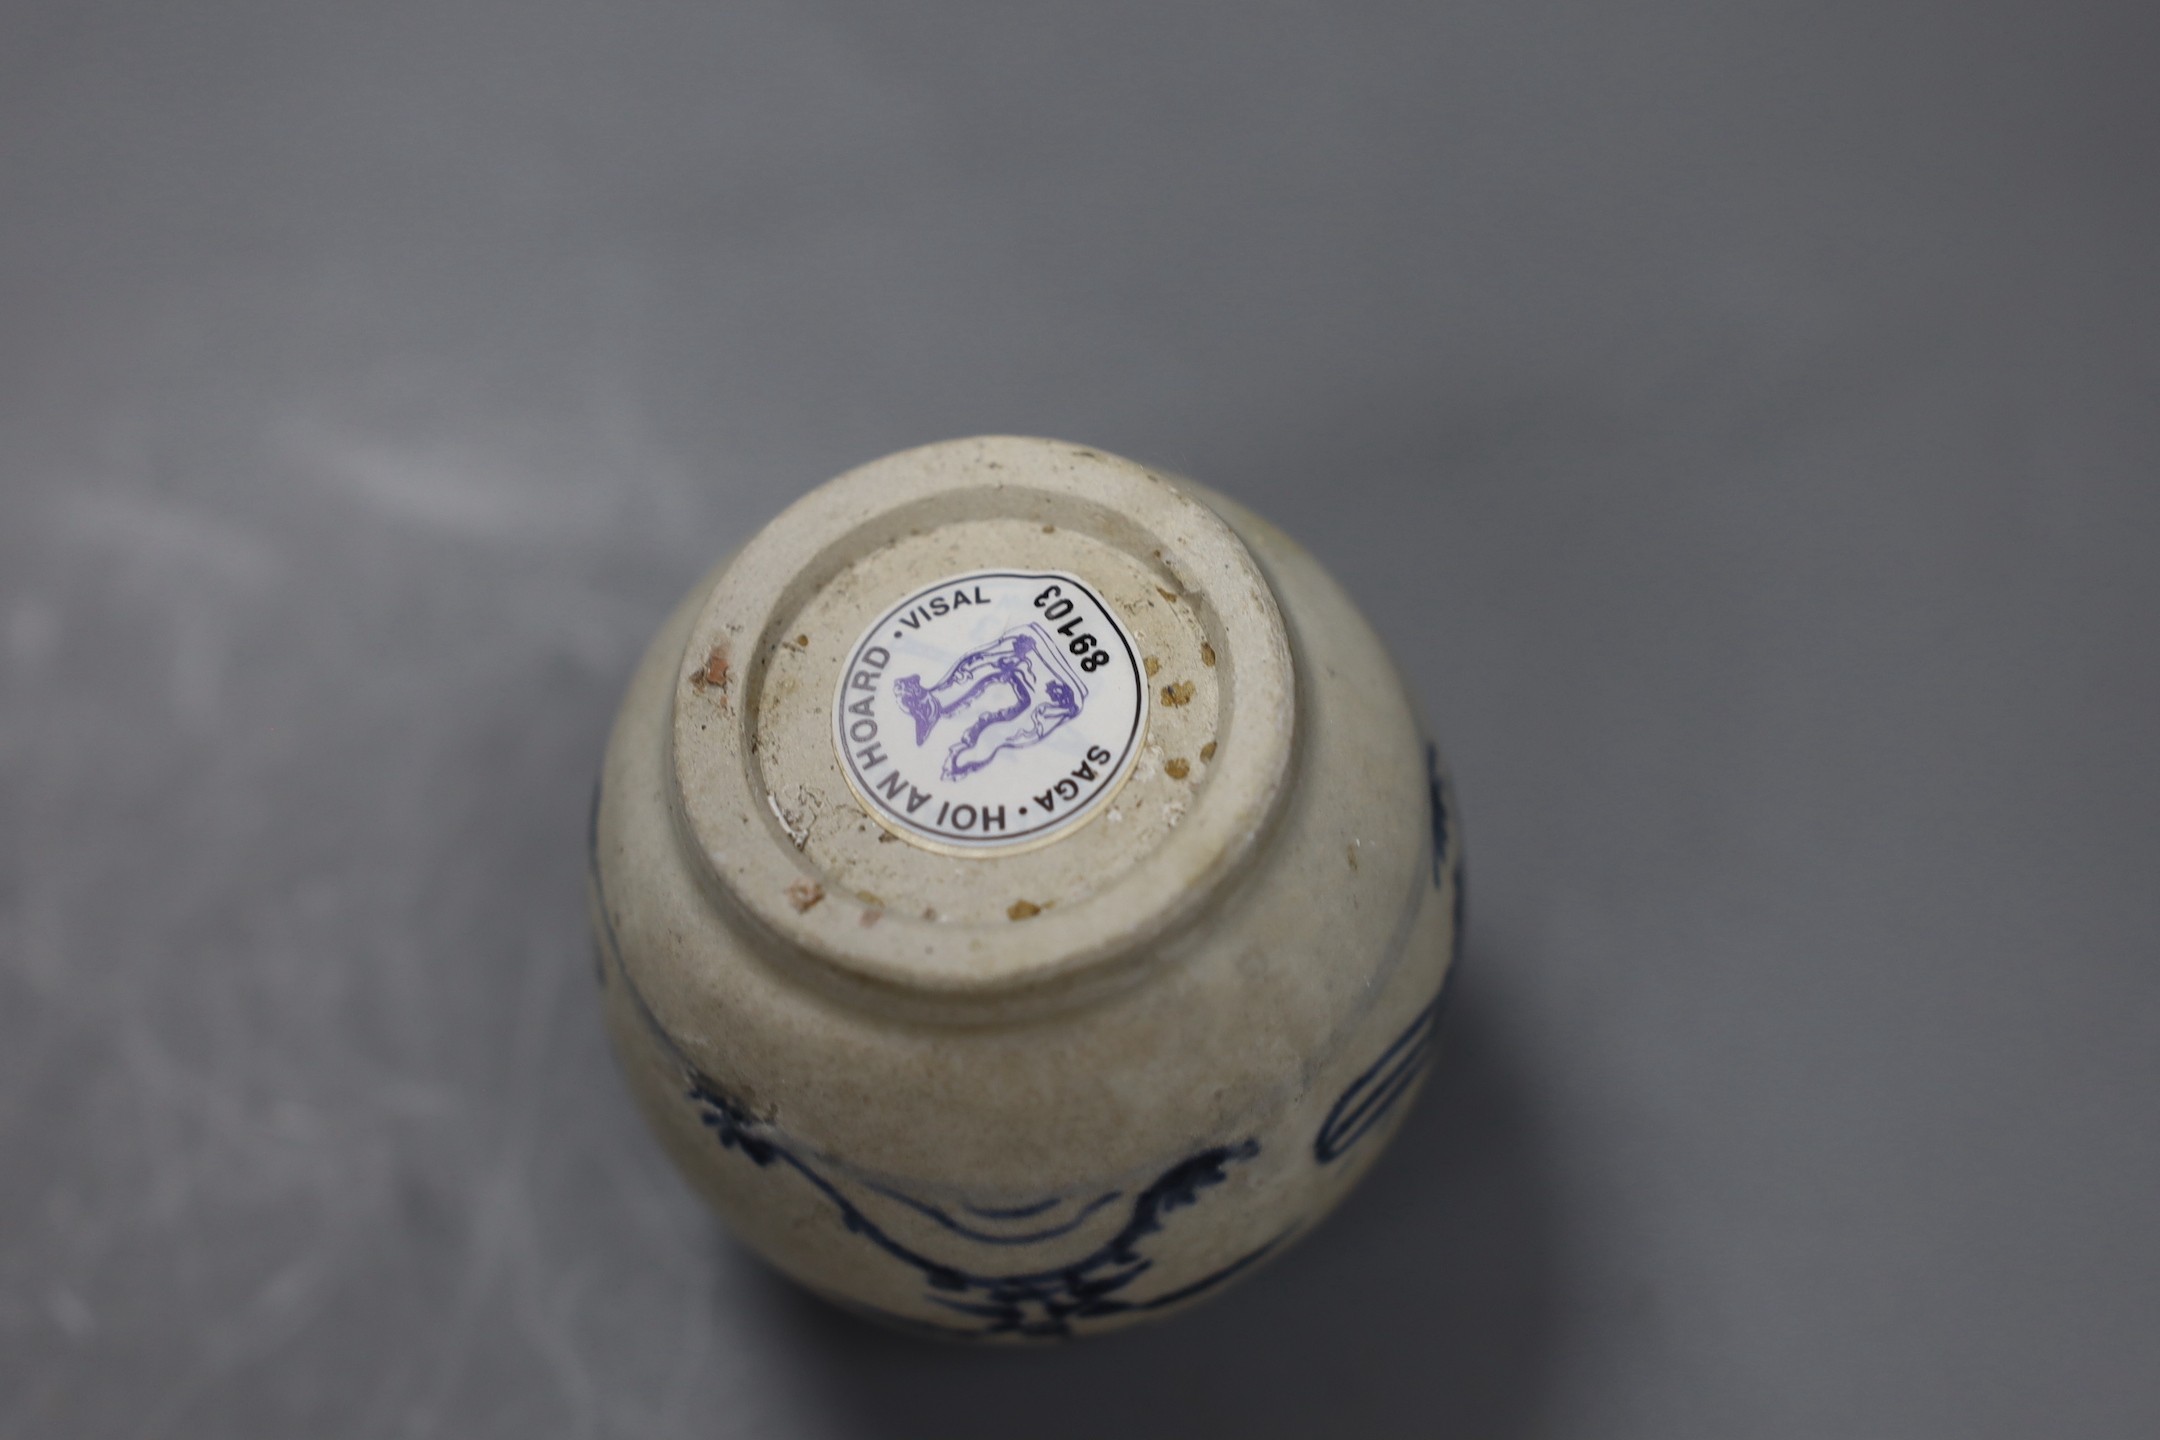 SAGA · HOI AN HOARD · VISAL
89103